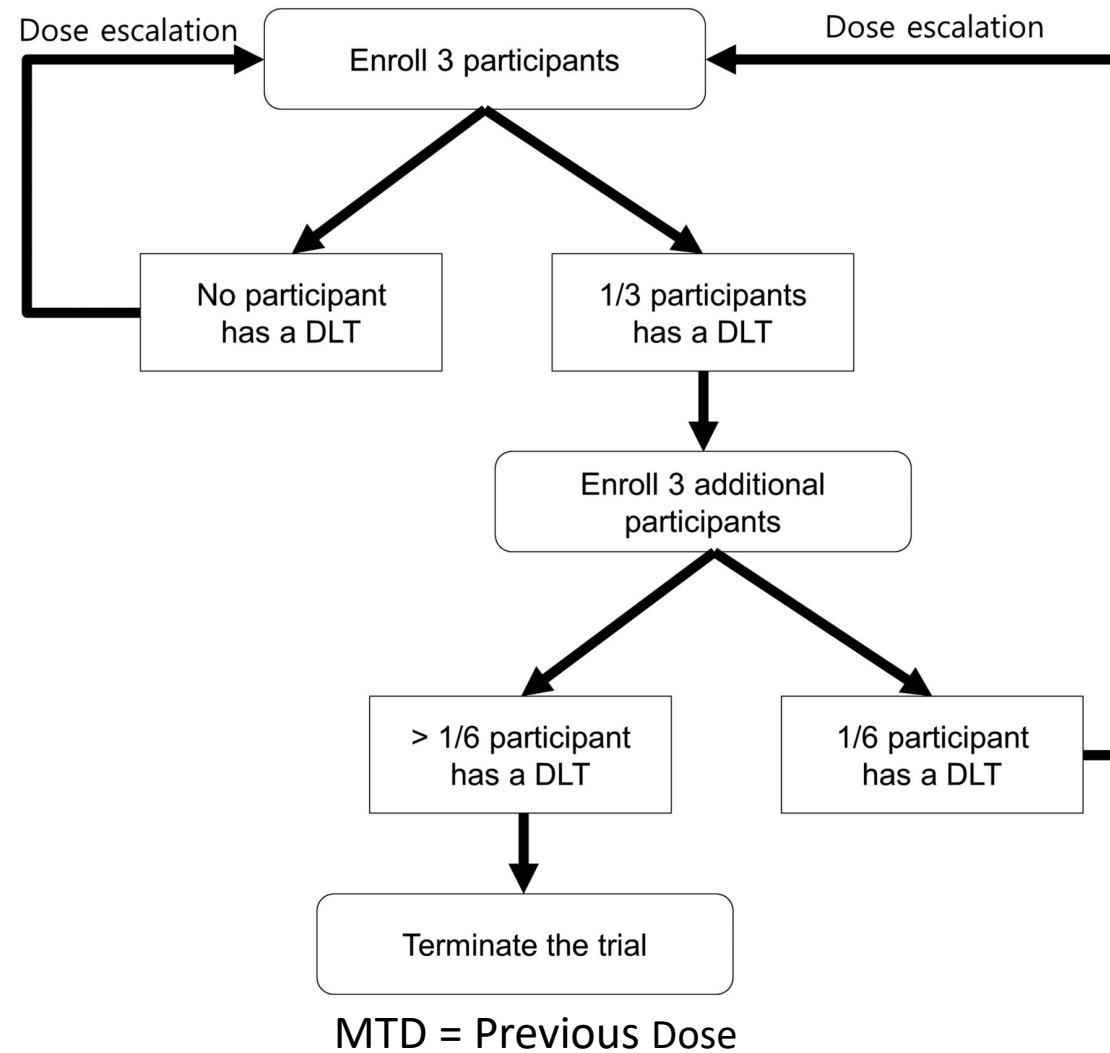 Dose escalation
Dose escalation
Enroll 3 participants
No participant
has a DLT
1/3 participants
has a DLT
Enroll 3 additional
participants
> 1/6 participant
has a DLT
1/6 participant
has a DLT
Terminate the trial
MTD = Previous Dose